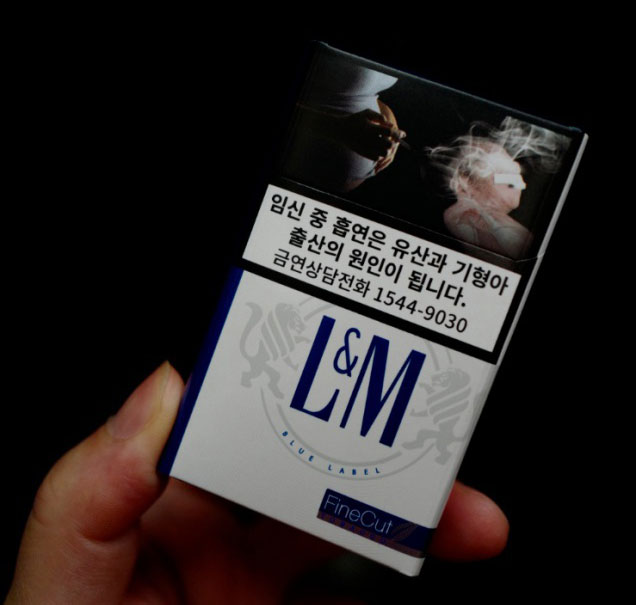 임신 중 흡연은 유산과 기형아
출산의 원인이 됩니다.
금연상담전화 1544-9030
L&M
BLUE LABEL
FineCut